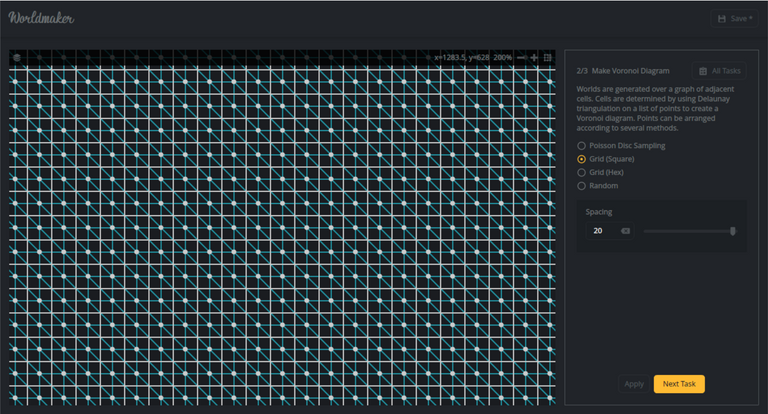 Worldmaker
Save
x=1283.5, y=628 200%
2/3 Make Voronoi Diagram
All Tasks
Worlds are generated over a graph of adjacent
cells. Cells are determined by using Delaunay
triangulation on a list of points to create a
Voronoi diagram. Points can be arranged
according to several methods.
Poisson Disc Sampling
Grid (Square)
Grid (Hex)
Random
Spacing
20
Apply
Next Task